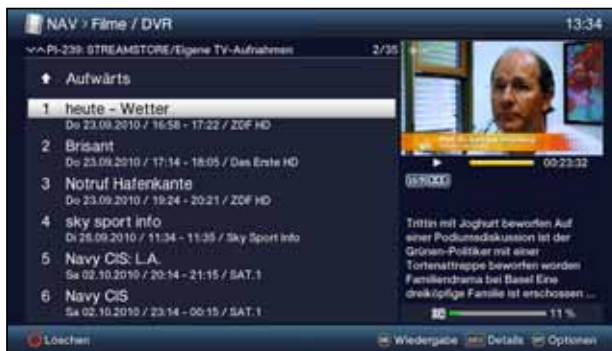 NAV > Filme / DVR
13:34
PI-239: STREAMSTORE/Eigene TV-Aufnahmen
2/35
Aufwärts
1 heute - Wetter
Do 23.09.2010 / 16:58 - 17:22 / ZDF HD
2 Brisant
Do 23.09.2010 / 17:14 - 18:05 / Das Erste HD
3 Notruf Hafenkante
Do 23.09.2010 / 19:24 - 20:21 / ZDF HD
4 sky sport info
Di 28.09.2010 / 11:34 - 11:35 / Sky Sport Info
5 Navy CIS: L.A.
Sa 02.10.2010 / 20:14 - 21:15 / SAT.1
6 Navy CIS
Sa 02.10.2010 / 23:14 - 00:15 / SAT.1
00:23:32
Trittin mit Joghurt beworfen Auf
einer Podiumsdiskussion ist der
Grünen-Politiker mit einer
Tortenattrappe beworfen worden
Familiendrama bei Basel Eine
dreiköpfige Familie ist erschossen ...
11 %
Löschen
Wiedergabe
Details
Optionen